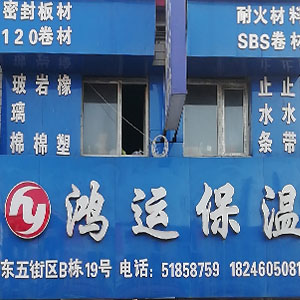 密封板材
120卷材
耐火材料
SBS卷材
玻璃棉
岩棉
橡塑
止水条
止水带
鸿运保温
东五街区B栋19号 电话：51858759 18246050081